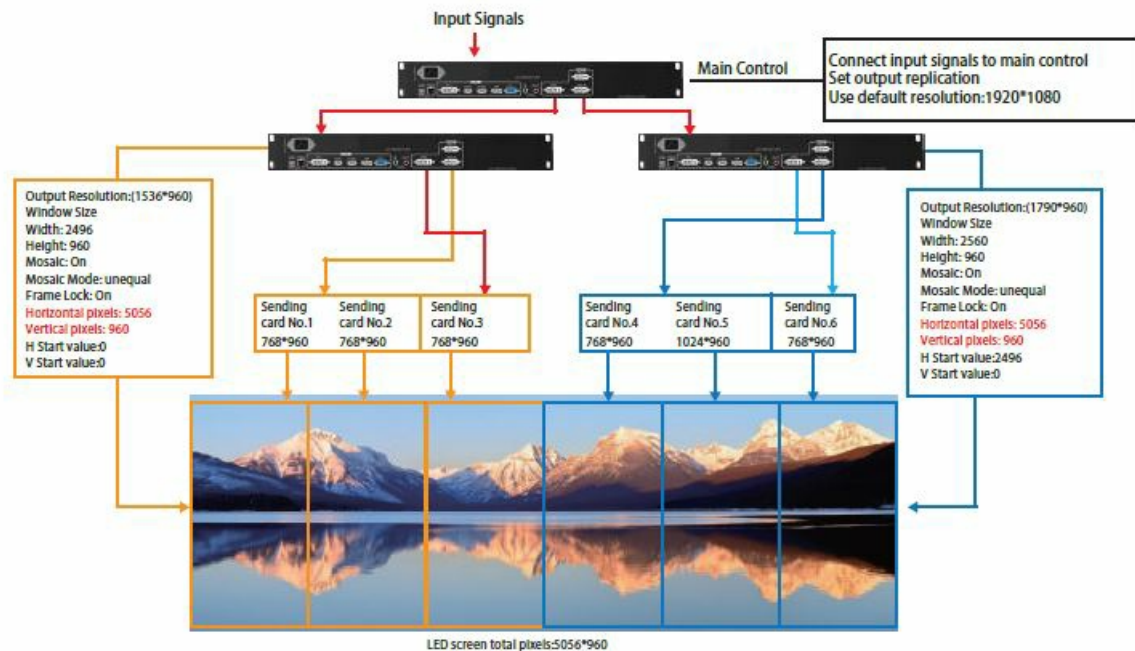 Input Signals
Main Control
Connect input signals to main control
Set output replication
Use default resolution:1920*1080
Output Resolution:(1536*960)
Window Size
Width: 2496
Height: 960
Mosaic: On
Mosaic Mode: unequal
Frame Lock: On
Horizontal pixels: 5056
Vertical pixels: 960
H Start value:0
V Start value:0
Sending
card No.1
768*960
Sending
card No.2
768*960
Sending
card No.3
768*960
Sending
card No.4
768*960
Sending
card No.5
1024*960
Sending
card No.6
768*960
Output Resolution:(1790*960)
Window Size
Width: 2560
Height: 960
Mosaic: On
Mosaic Mode: unequal
Frame Lock: On
Horizontal pixels: 5056
Vertical pixels: 960
H Start value:2496
V Start value:0
LED screen total pixels:5056*960